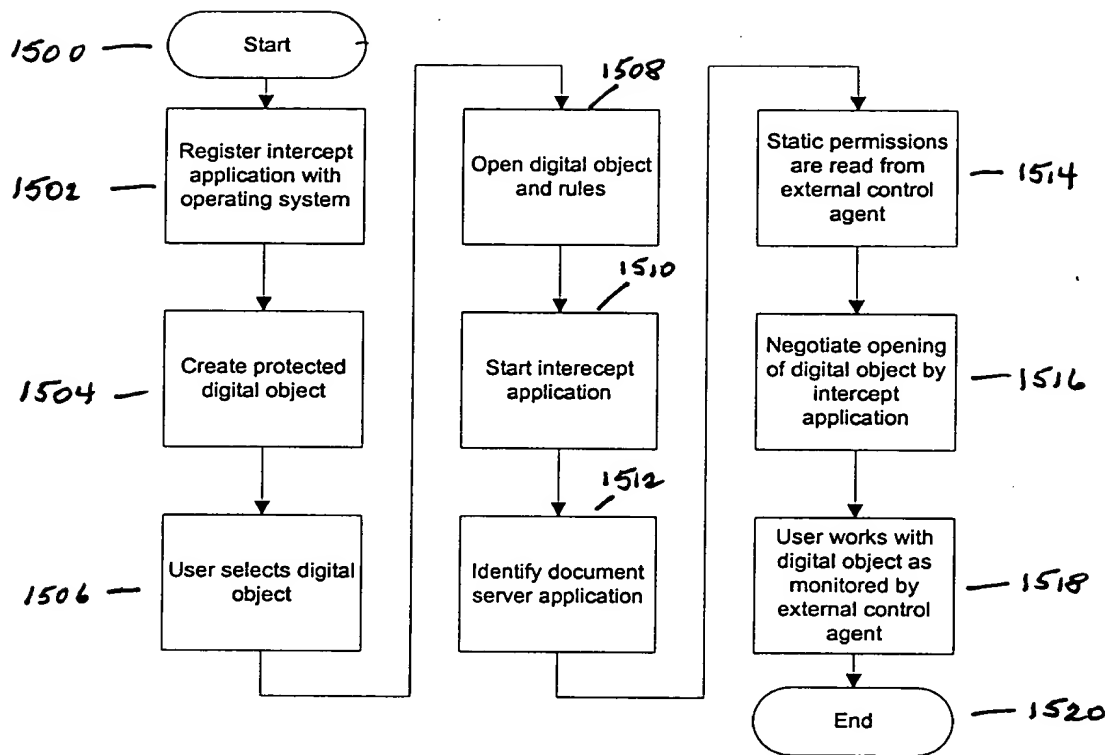 1500
Start
1502
Register intercept
application with
operating system
1504
Create protected
digital object
1506
User selects digital
object
1508
Open digital object
and rules
1510
Start interecept
application
1512
Identify document
server application
Static permissions
are read from
external control
agent
1514
Negotiate opening
of digital object by
intercept
application
1516
User works with
digital object as
monitored by
external control
agent
1518
End
1520